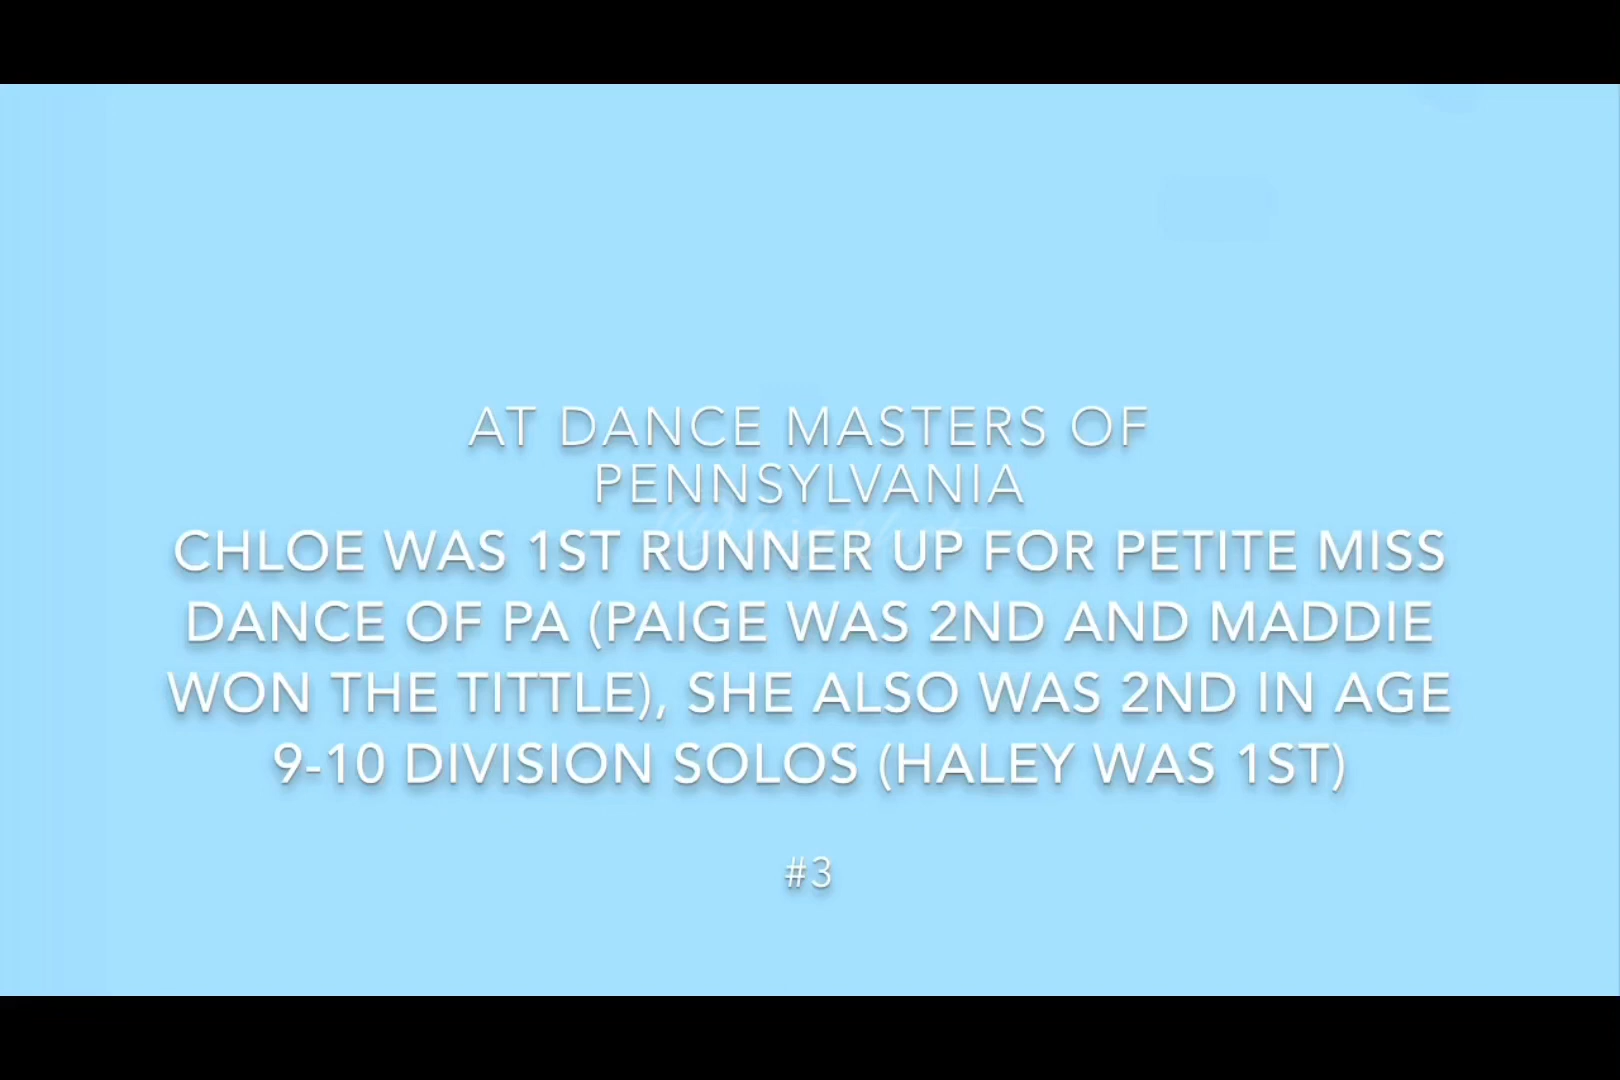 AT DANCE MASTERS OF
PENNSYLVANIA
CHLOE WAS 1ST RUNNER UP FOR PETITE MISS
DANCE OF PA (PAIGE WAS 2ND AND MADDIE
WON THE TITTLE), SHE ALSO WAS 2ND IN AGE
9-10 DIVISION SOLOS (HALEY WAS 1ST)
#3